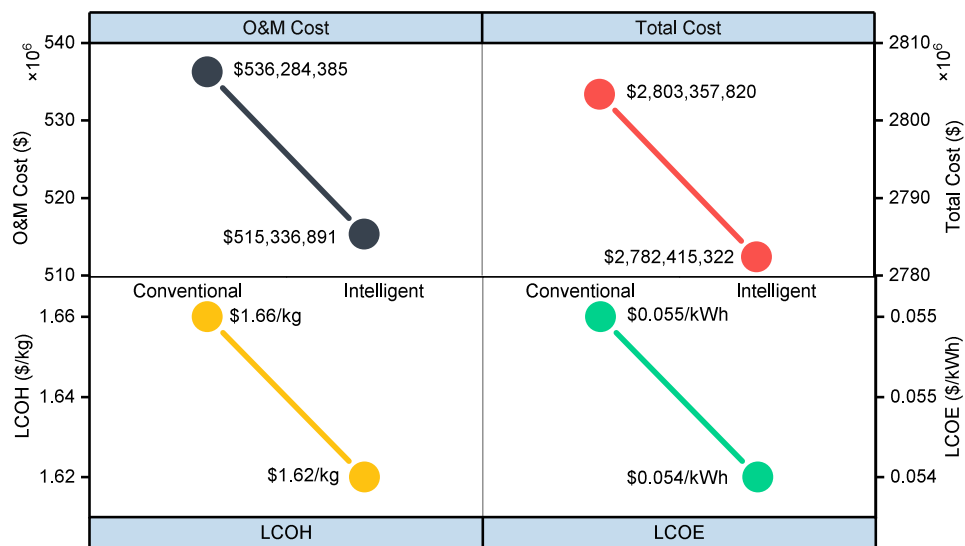 O&M Cost
Total Cost
×10⁶
×10⁶
540
530
520
510
O&M Cost ($)
$536,284,385
$515,336,891
$2,803,357,820
$2,782,415,322
2810
2800
2790
2780
Total Cost ($)
Conventional
Intelligent
Conventional
Intelligent
1.66
1.64
1.62
LCOH ($/kg)
$1.66/kg
$1.62/kg
$0.055/kWh
$0.054/kWh
0.055
0.055
0.054
LCOE ($/kWh)
LCOH
LCOE